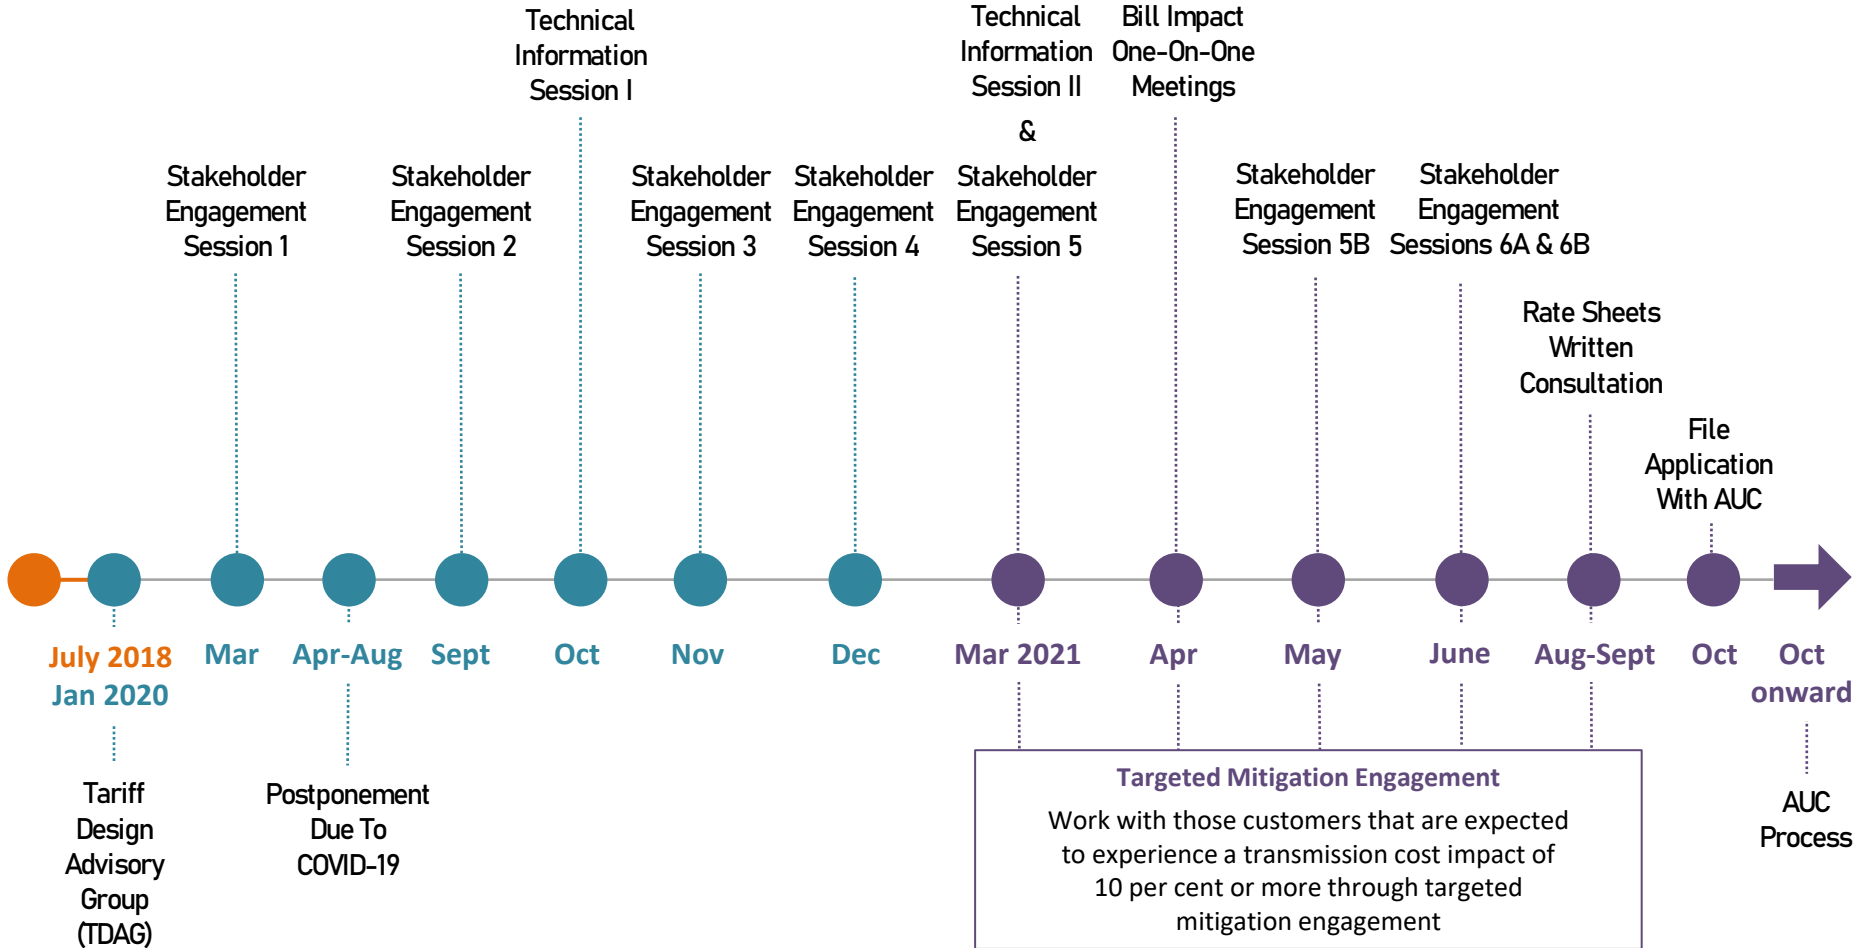 Technical
Information
Session I
Technical
Information
Session II
&
Stakeholder
Engagement
Session 5
Bill Impact
One-On-One
Meetings
Stakeholder
Engagement
Session 1
Stakeholder
Engagement
Session 2
Stakeholder
Engagement
Session 3
Stakeholder
Engagement
Session 4
Stakeholder
Engagement
Session 5B
Stakeholder
Engagement
Sessions 6A & 6B
Rate Sheets
Written
Consultation
File
Application
With AUC
July 2018
Jan 2020
Mar
Apr-Aug
Sept
Oct
Nov
Dec
Mar 2021
Apr
May
June
Aug-Sept
Oct
Oct
onward
Tariff
Design
Advisory
Group
(TDAG)
Postponement
Due To
COVID-19
Targeted Mitigation Engagement
Work with those customers that are expected
to experience a transmission cost impact of
10 per cent or more through targeted
mitigation engagement
AUC
Process